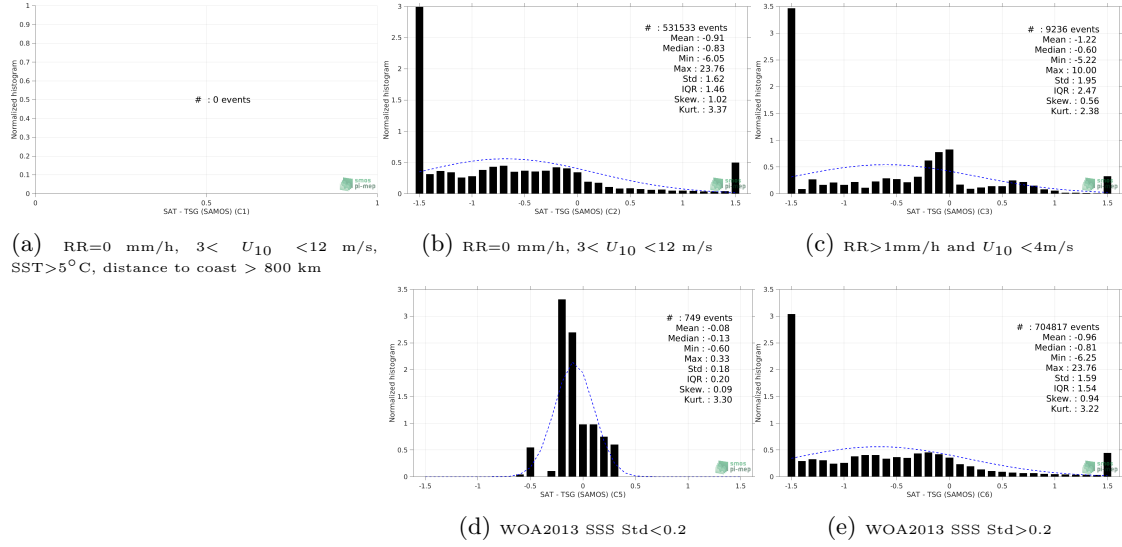 1
0.9
0.8
0.7
0.6
0.5
0.4
0.3
0.2
0.1
0
Normalized histogram
# : 0 events
smos
pi-mep
0 0.5 1
SAT - TSG (SAMOS) (C1)
(a) RR=0 mm/h, 3< U10 <12 m/s,
SST>5°C, distance to coast > 800 km
3
2.5
2
1.5
1
0.5
0
Normalized histogram
# : 531533 events
Mean : -0.91
Median : -0.83
Min : -6.05
Max : 23.76
Std : 1.62
IQR : 1.46
Skew. : 1.02
Kurt. : 3.37
smos
pi-mep
-1.5 -1 -0.5 0 0.5 1 1.5
SAT - TSG (SAMOS) (C2)
(b) RR=0 mm/h, 3< U10 <12 m/s
3.5
3
2.5
2
1.5
1
0.5
0
Normalized histogram
# : 9236 events
Mean : -1.22
Median : -0.60
Min : -5.22
Max : 10.00
Std : 1.95
IQR : 2.47
Skew. : 0.56
Kurt. : 2.38
smos
pi-mep
-1.5 -1 -0.5 0 0.5 1 1.5
SAT - TSG (SAMOS) (C3)
(c) RR>1mm/h and U10 <4m/s
3.5
3
2.5
2
1.5
1
0.5
0
Normalized histogram
# : 749 events
Mean : -0.08
Median : -0.13
Min : -0.60
Max : 0.33
Std : 0.18
IQR : 0.20
Skew. : 0.09
Kurt. : 3.30
smos
pi-mep
-1.5 -1 -0.5 0 0.5 1 1.5
SAT - TSG (SAMOS) (C5)
(d) WOA2013 SSS Std<0.2
3.5
3
2.5
2
1.5
1
0.5
0
Normalized histogram
# : 704817 events
Mean : -0.96
Median : -0.81
Min : -6.25
Max : 23.76
Std : 1.59
IQR : 1.54
Skew. : 0.94
Kurt. : 3.22
smos
pi-mep
-1.5 -1 -0.5 0 0.5 1 1.5
SAT - TSG (SAMOS) (C6)
(e) WOA2013 SSS Std>0.2